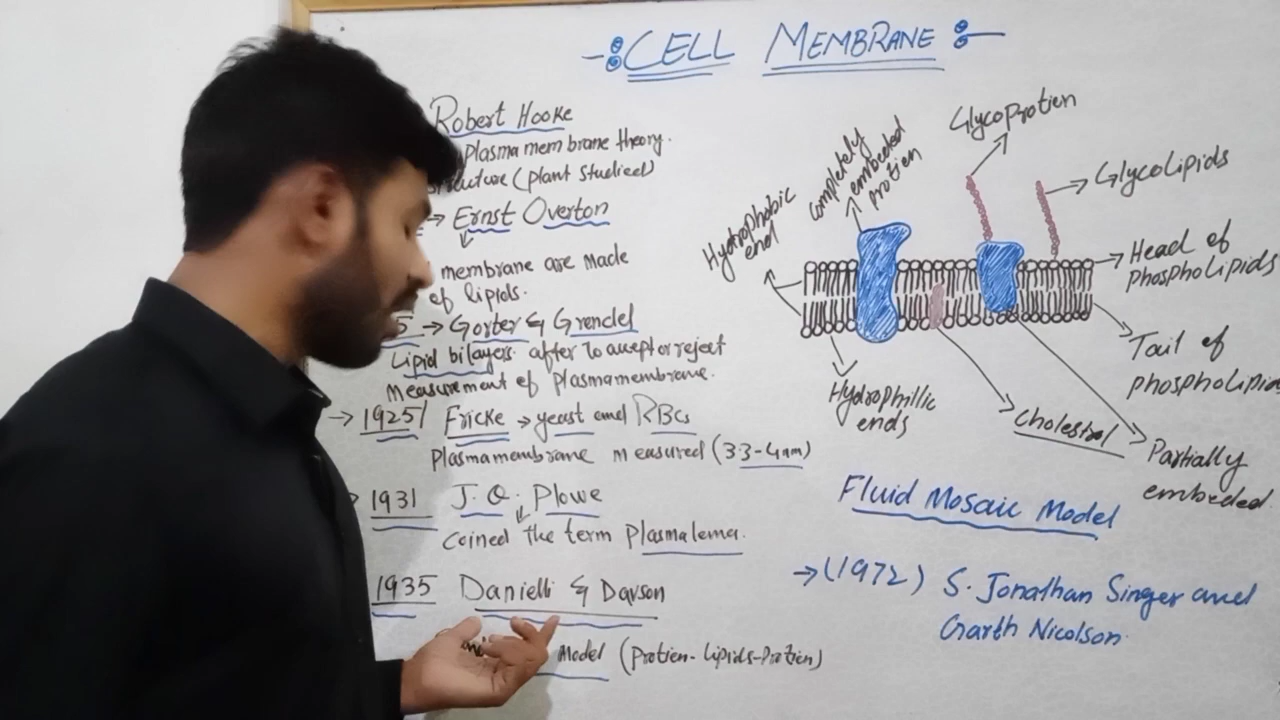 CELL MEMBRANE
Robert Hooke
Plasma membrane theory.
(plant Studied)
→ Ernst Overton
membrane are Made
of lipids.
5 → Gorter & Grendel
Lipid bilayers. after to accept or reject
Measurement of plasmamembrane.
→ 1925/ Fricke → yeast and RBCs
Plasmamembrane measured (3.3-4nm)
1931 J. Q. Plowe
Coined the term Plasmalema.
1935 Danielli & Davson
Model (protien-lipids-protien)
Hydrophobic
end
completely
embeded
protien
Glycoprotien
GlycoLipids
Head of
phospholipids
Tail of
phospholipid
Hydrophillic
ends
cholestrol
Partially
embeded
Fluid Mosaic Model
→ (1972) S. Jonathan Singer and
Garth Nicolson.